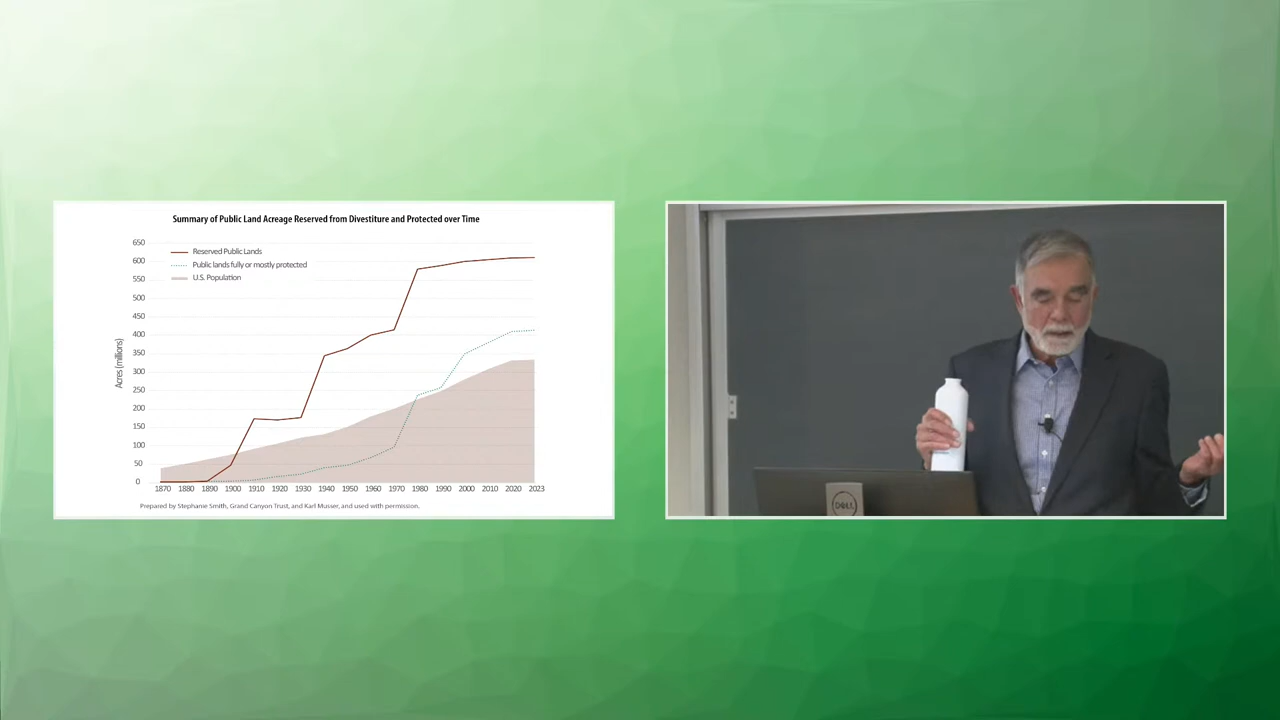 Summary of Public Land Acreage Reserved from Divestiture and Protected over Time
650
600
550
500
450
400
350
300
250
200
150
100
50
0
Acres (millions)
Reserved Public Lands
Public lands fully or mostly protected
U.S. Population
1870 1880 1890 1900 1910 1920 1930 1940 1950 1960 1970 1980 1990 2000 2010 2020 2023
Prepared by Stephanie Smith, Grand Canyon Trust, and Karl Musser, and used with permission.
DELL